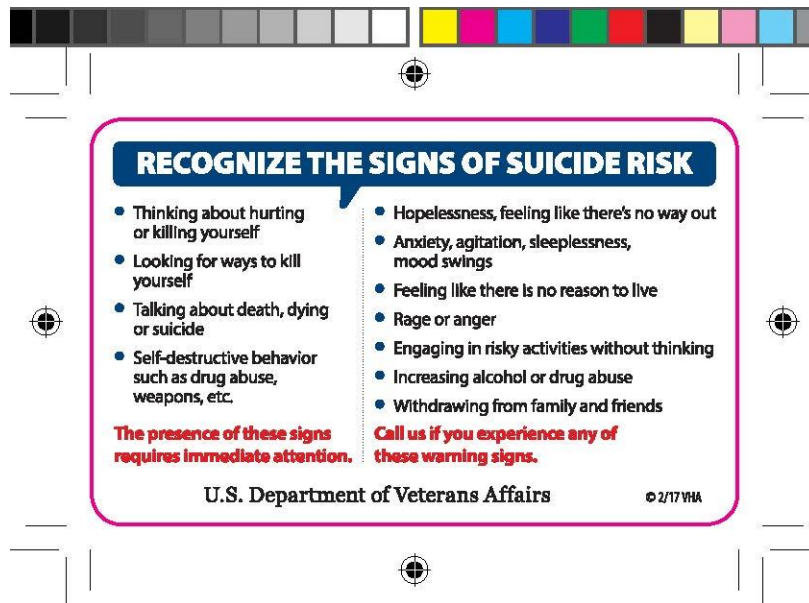 RECOGNIZE THE SIGNS OF SUICIDE RISK
• Thinking about hurting
or killing yourself
• Looking for ways to kill
yourself
• Talking about death, dying
or suicide
• Self-destructive behavior
such as drug abuse,
weapons, etc.
The presence of these signs
requires immediate attention.
• Hopelessness, feeling like there's no way out
• Anxiety, agitation, sleeplessness,
mood swings
• Feeling like there is no reason to live
• Rage or anger
• Engaging in risky activities without thinking
• Increasing alcohol or drug abuse
• Withdrawing from family and friends
Call us if you experience any of
these warning signs.
U.S. Department of Veterans Affairs
© 2/17 VHA